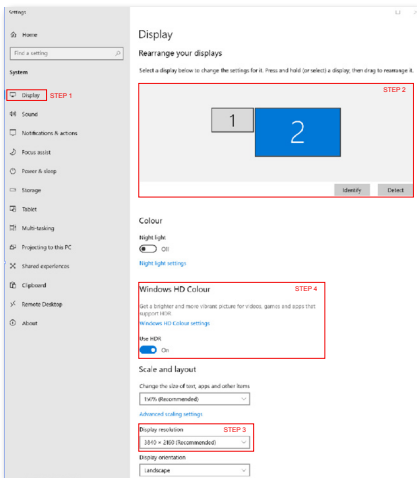 Settings
Home
Find a setting
System
Display STEP 1
Sound
Notifications & actions
Focus assist
Power & sleep
Storage
Tablet
Multi-tasking
Projecting to this PC
Shared experiences
Clipboard
Remote Desktop
About
Display
Rearrange your displays
Select a display below to change the settings for it. Press and hold (or select) a display, then drag to rearrange it.
STEP 2
1
2
Identify Detect
Colour
Night light
Off
Night light settings
Windows HD Colour STEP 4
Get a brighter and more vibrant picture for videos, games and apps that
support HDR.
Windows HD Colour settings
Use HDR
On
Scale and layout
Change the size of text, apps and other items
150% (Recommended)
Advanced scaling settings
Display resolution STEP 3
3840 × 2160 (Recommended)
Display orientation
Landscape